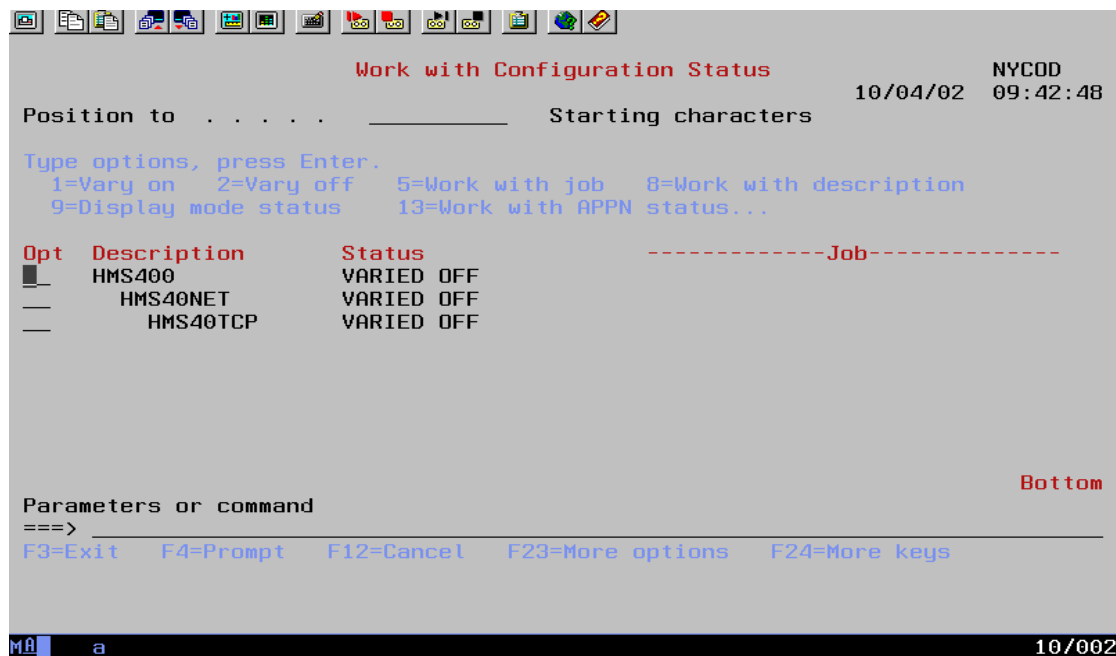 Work with Configuration Status NYCOD
10/04/02 09:42:48
Position to . . . . . __________ Starting characters
Type options, press Enter.
1=Vary on 2=Vary off 5=Work with job 8=Work with description
9=Display mode status 13=Work with APPN status...
Opt Description Status -------------Job--------------
HMS400 VARIED OFF
HMS40NET VARIED OFF
HMS40TCP VARIED OFF
Bottom
Parameters or command
===>
F3=Exit F4=Prompt F12=Cancel F23=More options F24=More keys
MA a 10/002